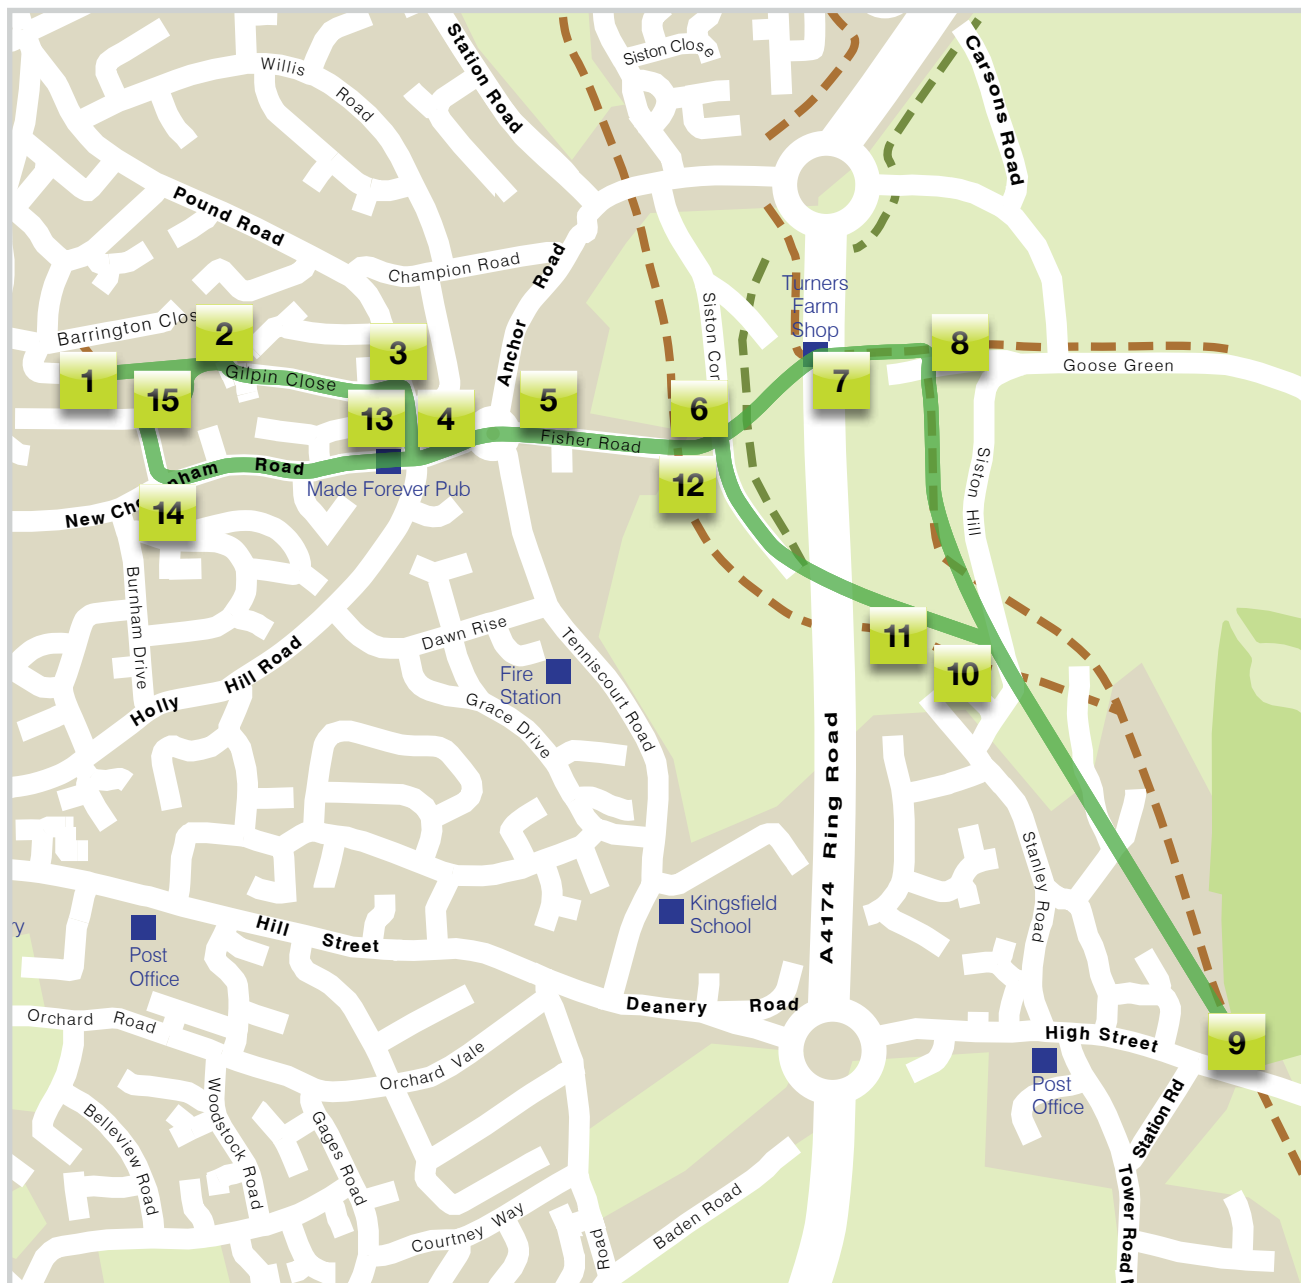 Siston Close
Station Road
Carsons Road
Willis
Road
Pound Road
Champion Road
Anchor Road
Turners
Farm
Shop
Siston
Barrington
2
3
8
1
Gilpin Close
7
Goose Green
15
13
4
5
6
Fisher Road
12
New
Road
Made Forever Pub
14
Siston Hill
Burnham Drive
Dawn Rise
11
10
Holly Hill Road
Fire
Station
Tenniscourt Road
Grace Drive
A4174 Ring Road
Stanley Road
Kingsfield
School
Hill Street
Post
Office
Deanery Road
Orchard Road
High Street
9
Orchard Vale
Post
Office
Station Rd
Woodstock Road
Belleview Road
Gages Road
Tower Road
Courtney Way
Road
Baden Road